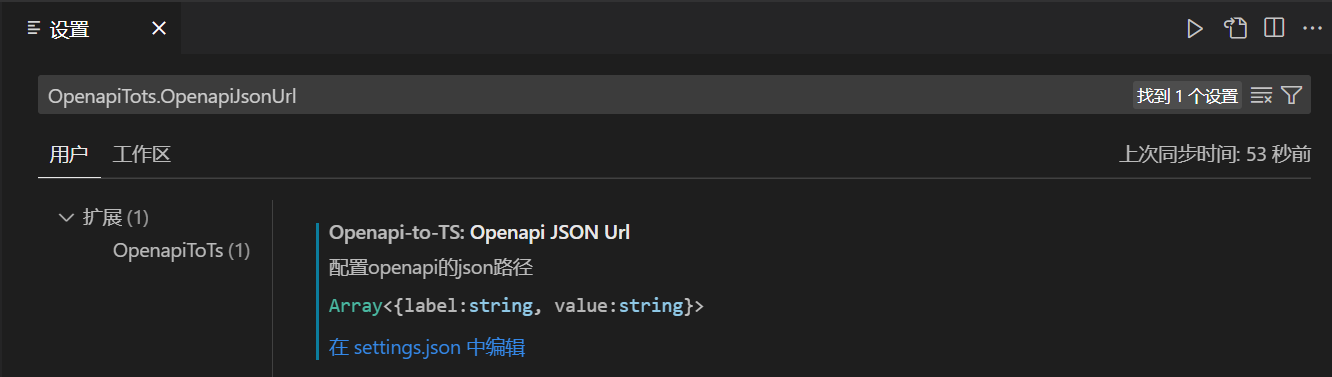 设置
OpenapiTots.OpenapiJsonUrl
找到 1 个设置
用户 工作区
上次同步时间: 53 秒前
扩展 (1)
OpenapiToTs (1)
Openapi-to-TS: Openapi JSON Url
配置openapi的json路径
Array<{label:string, value:string}>
在 settings.json 中编辑